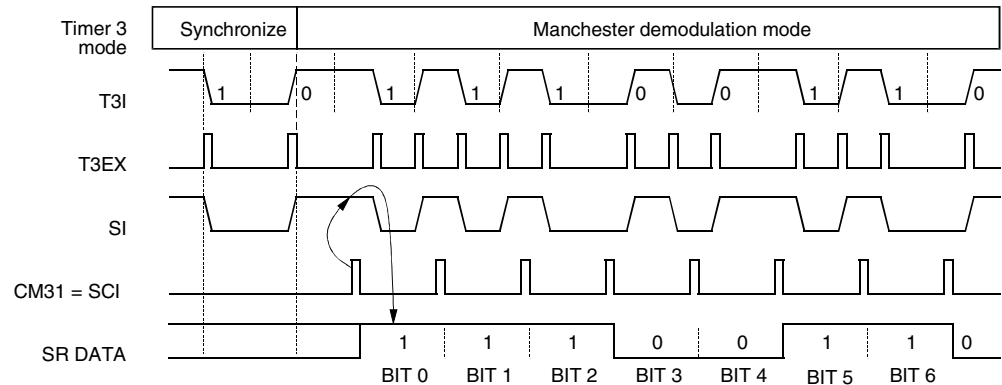 Timer 3 mode
Synchronize
Manchester demodulation mode
T3I
1 0 1 1 1 0 0 1 1 0
T3EX
SI
CM31 = SCI
SR DATA
1 1 1 0 0 1 1 0
BIT 0 BIT 1 BIT 2 BIT 3 BIT 4 BIT 5 BIT 6